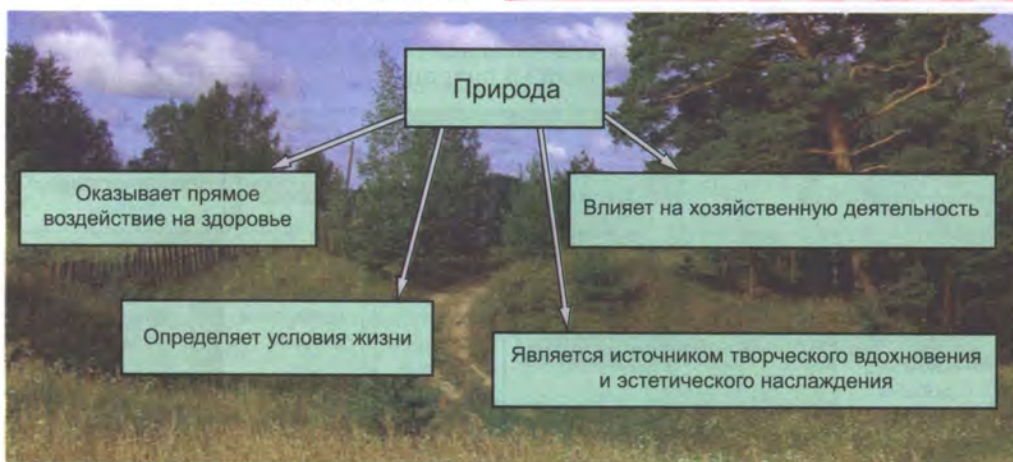 Природа
Оказывает прямое
воздействие на здоровье
Влияет на хозяйственную деятельность
Определяет условия жизни
Является источником творческого вдохновения
и эстетического наслаждения